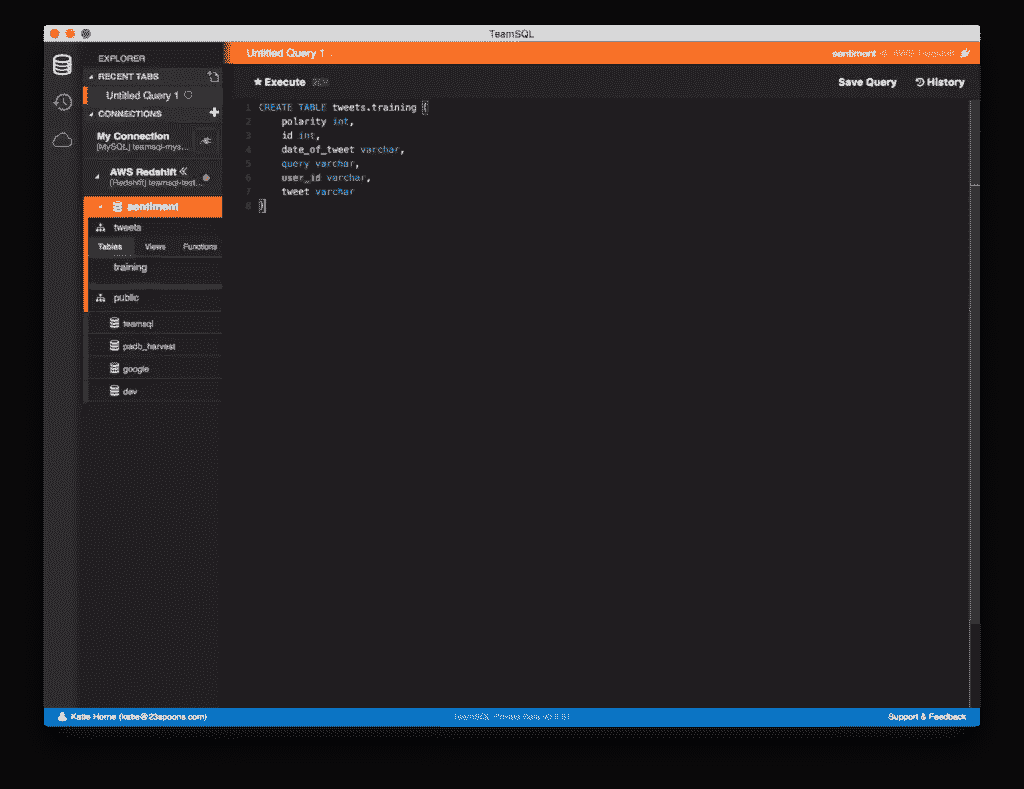 TeamSQL
EXPLORER
RECENT TABS
Untitled Query 1
CONNECTIONS
My Connection
(MySQL) teamsql-mys...
AWS Redshift
(Redshift) teamsql-test...
sentiment
tweets
Tables Views Functions
training
public
teamsql
padb_harvest
google
dev
Untitled Query 1
sentiment
Execute
Save Query History
1 CREATE TABLE tweets.training (
2 polarity int,
3 id int,
4 date_of_tweet varchar,
5 query varchar,
6 user_id varchar,
7 tweet varchar
8 )
Katie Horne (katie@23spoons.com)
TeamSQL Private Beta
Support & Feedback